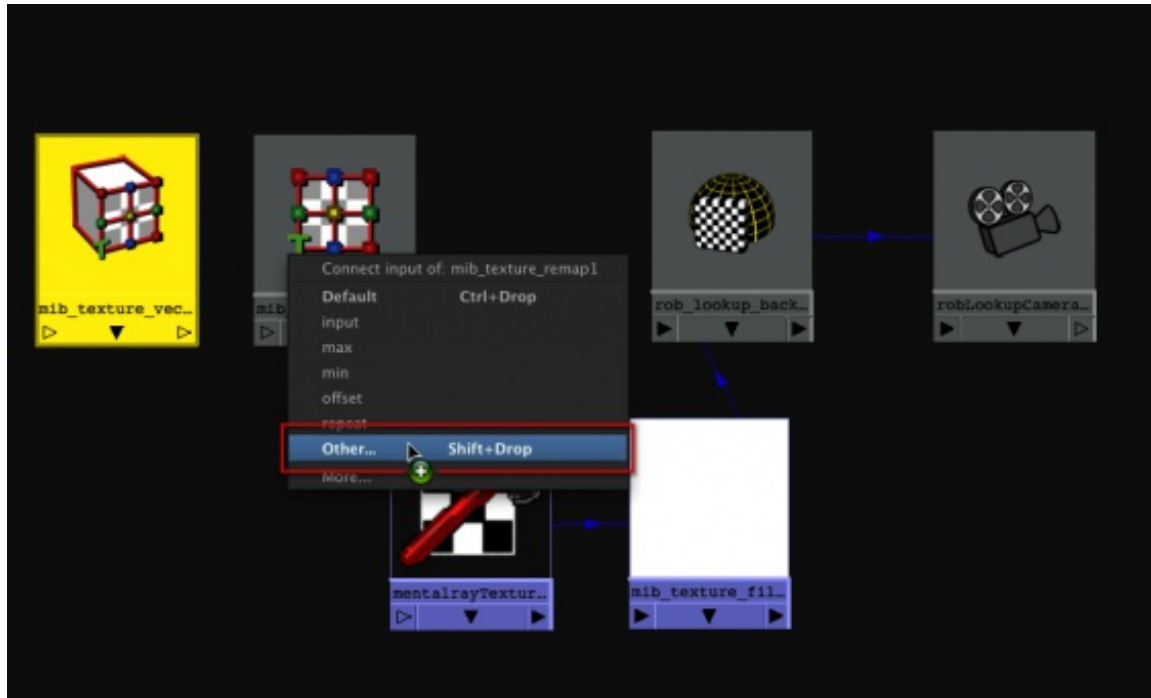 mib_texture_vec...
mib
Connect input of: mib_texture_remap1
Default Ctrl+Drop
input
max
min
offset
repeat
Other... Shift+Drop
More...
rob_lookup_back...
robLookupCamera...
mentalrayTextur...
mib_texture_fil...